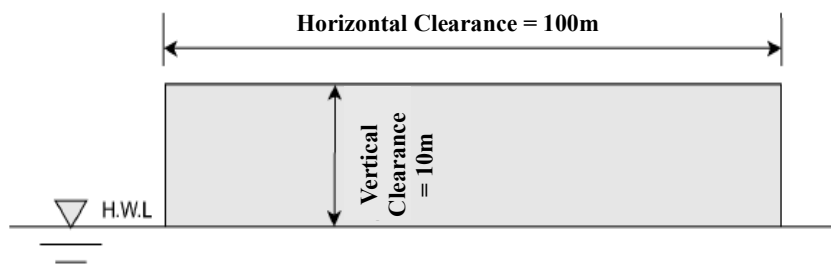 Horizontal Clearance = 100m
Vertical
Clearance
= 10m
H.W.L